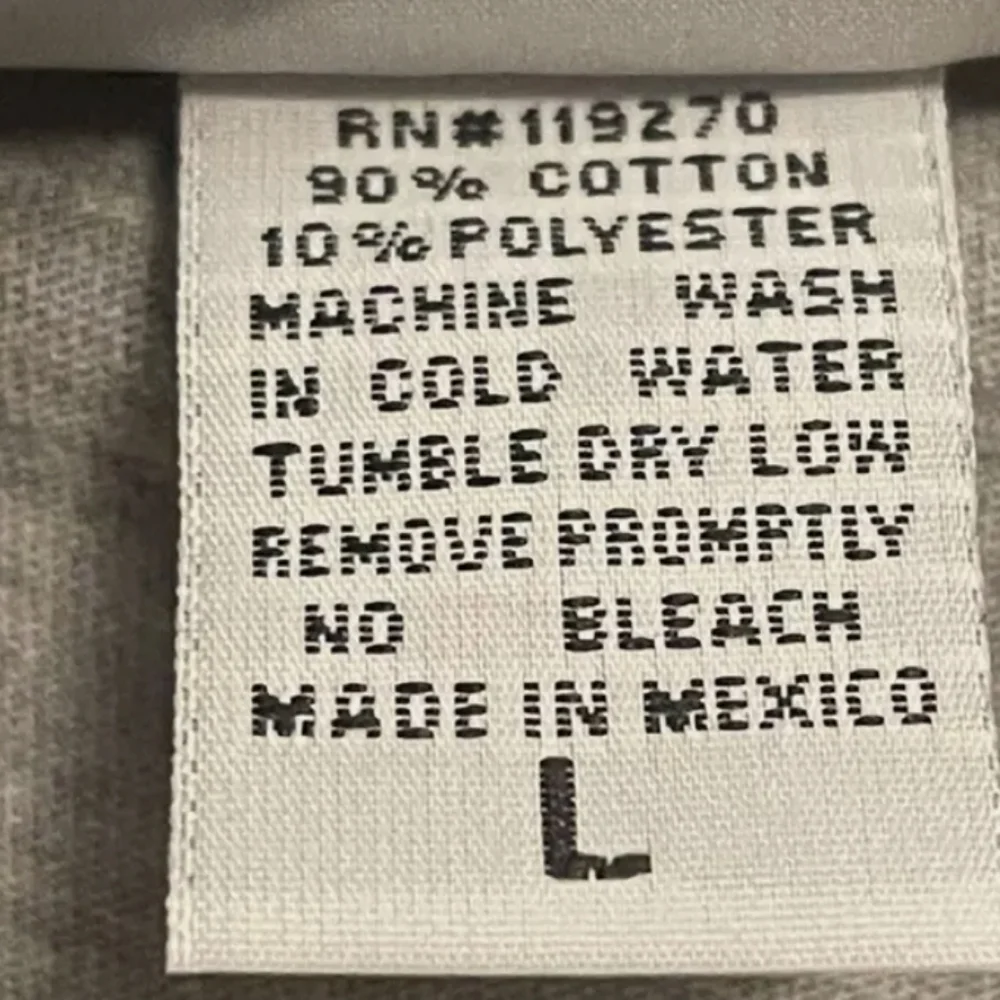 RN#119270
90% COTTON
10% POLYESTER
MACHINE WASH
IN COLD WATER
TUMBLE DRY LOW
REMOVE PROMPTLY
NO BLEACH
MADE IN MEXICO
L